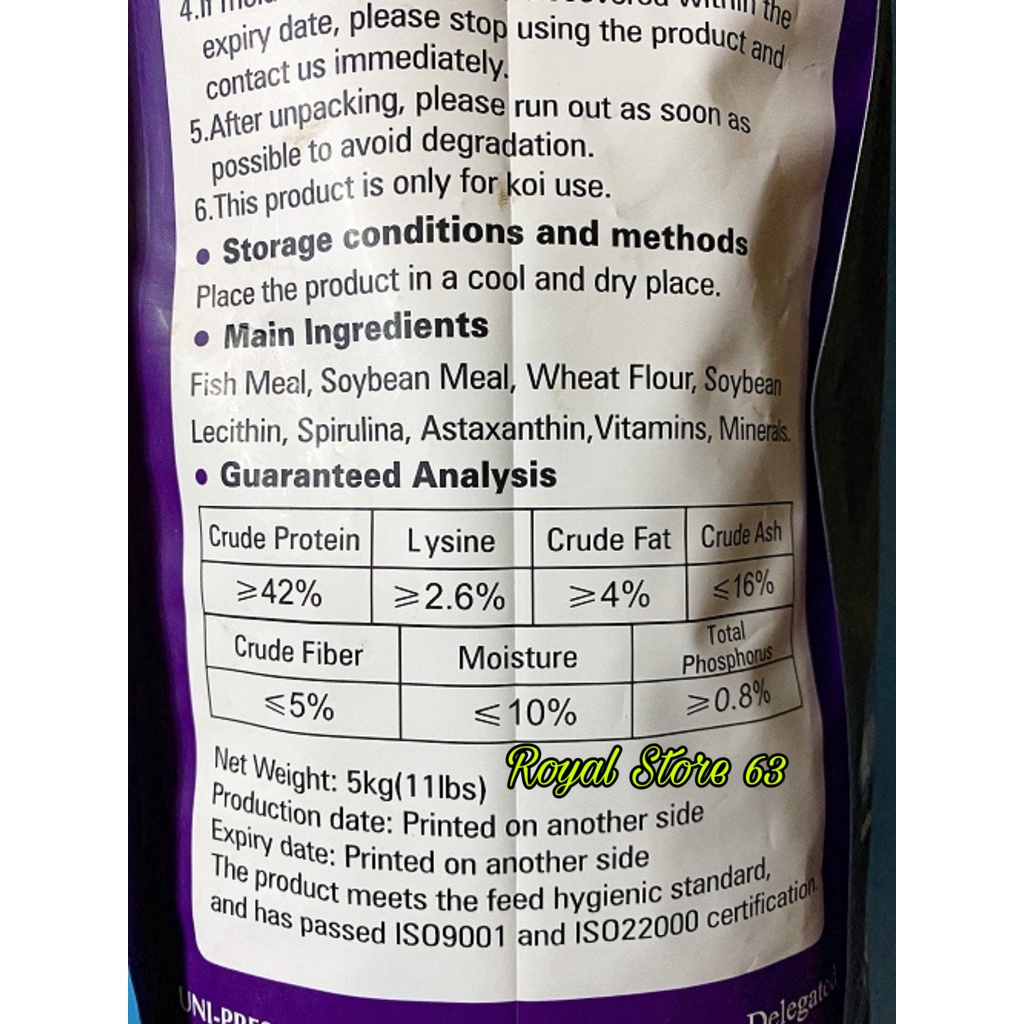 4.If
within the
expiry date, please stop using the product and
contact us immediately.
5.After unpacking, please run out as soon as
possible to avoid degradation.
6.This product is only for koi use.
• Storage conditions and methods
Place the product in a cool and dry place.
• Main Ingredients
Fish Meal, Soybean Meal, Wheat Flour, Soybean
Lecithin, Spirulina, Astaxanthin,Vitamins, Minerals.
• Guaranteed Analysis
Crude Protein Lysine Crude Fat Crude Ash
≥42% ≥2.6% ≥4% ≤16%
Crude Fiber Moisture Total Phosphorus
≤5% ≤10% ≥0.8%
Net Weight: 5kg(11lbs)
Royal Store 63
Production date: Printed on another side
Expiry date: Printed on another side
The product meets the feed hygienic standard,
and has passed ISO9001 and ISO22000 certification.